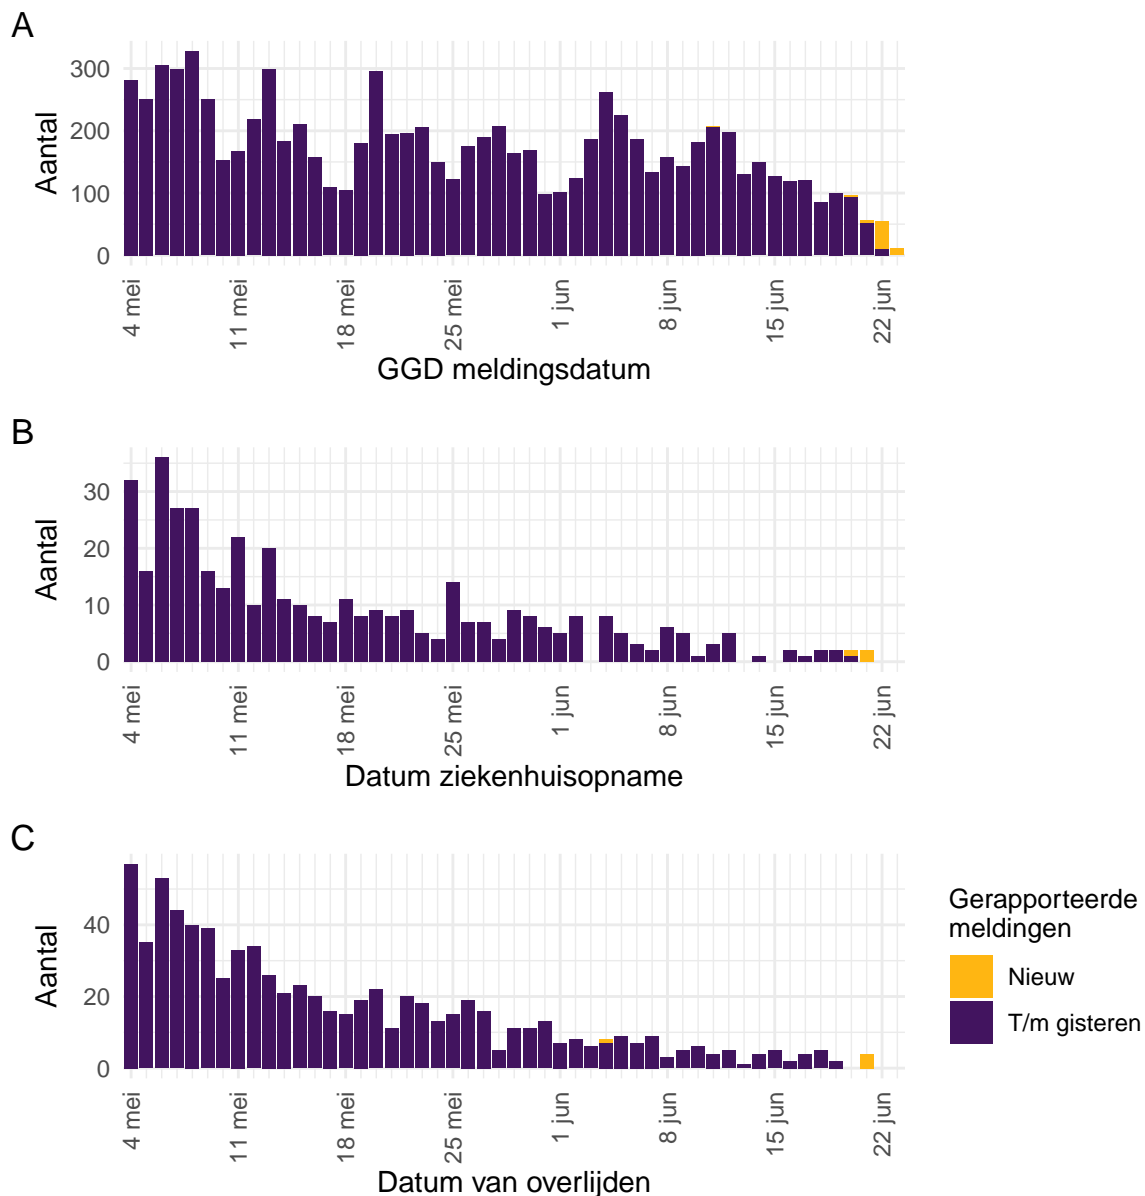 A
300
200
100
0
Aantal
4 mei
11 mei
18 mei
25 mei
1 jun
8 jun
15 jun
22 jun
GGD meldingsdatum
B
30
20
10
0
Aantal
4 mei
11 mei
18 mei
25 mei
1 jun
8 jun
15 jun
22 jun
Datum ziekenhuisopname
C
40
20
0
Aantal
4 mei
11 mei
18 mei
25 mei
1 jun
8 jun
15 jun
22 jun
Datum van overlijden
Gerapporteerde
meldingen
Nieuw
T/m gisteren